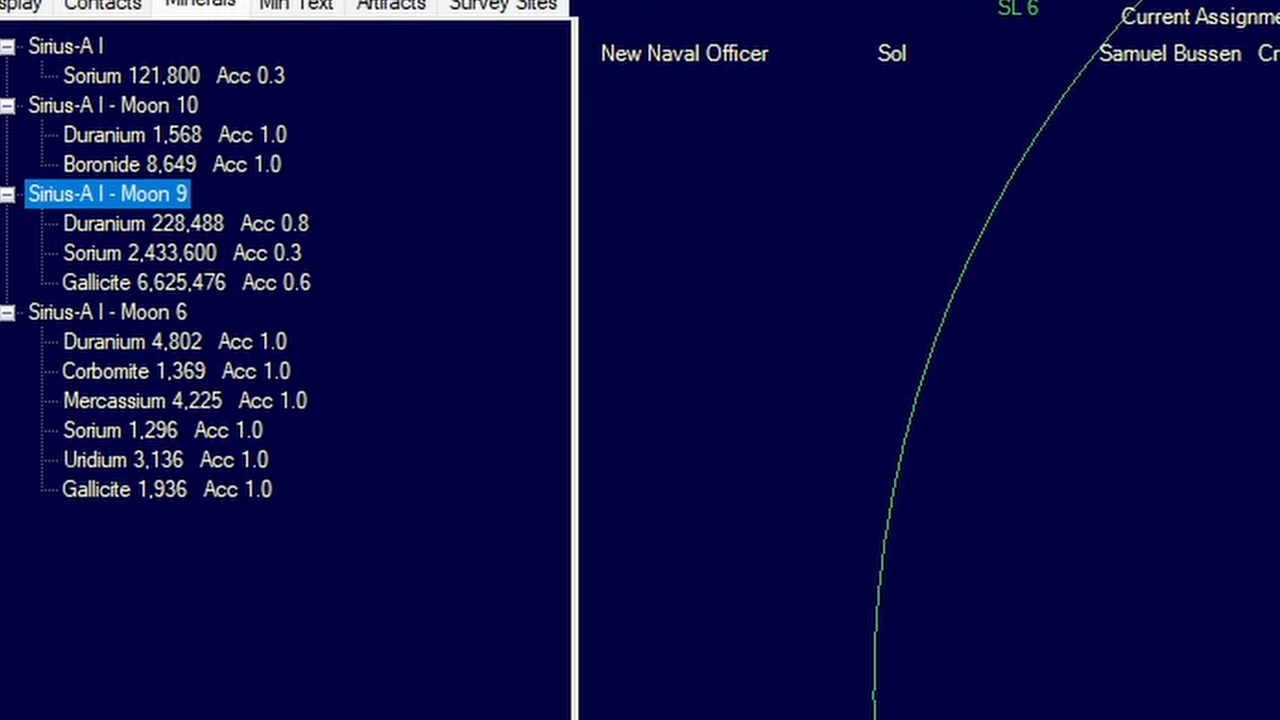 splay Contacts Minerals Min Text Artifacts Survey Sites
Sirius-A I
Sorium 121,800 Acc 0.3
Sirius-A I - Moon 10
Duranium 1,568 Acc 1.0
Boronide 8,649 Acc 1.0
Sirius-A I - Moon 9
Duranium 228,488 Acc 0.8
Sorium 2,433,600 Acc 0.3
Gallicite 6,625,476 Acc 0.6
Sirius-A I - Moon 6
Duranium 4,802 Acc 1.0
Corbomite 1,369 Acc 1.0
Mercassium 4,225 Acc 1.0
Sorium 1,296 Acc 1.0
Uridium 3,136 Acc 1.0
Gallicite 1,936 Acc 1.0
SL 6
Current Assignme
New Naval Officer Sol Samuel Bussen Cr